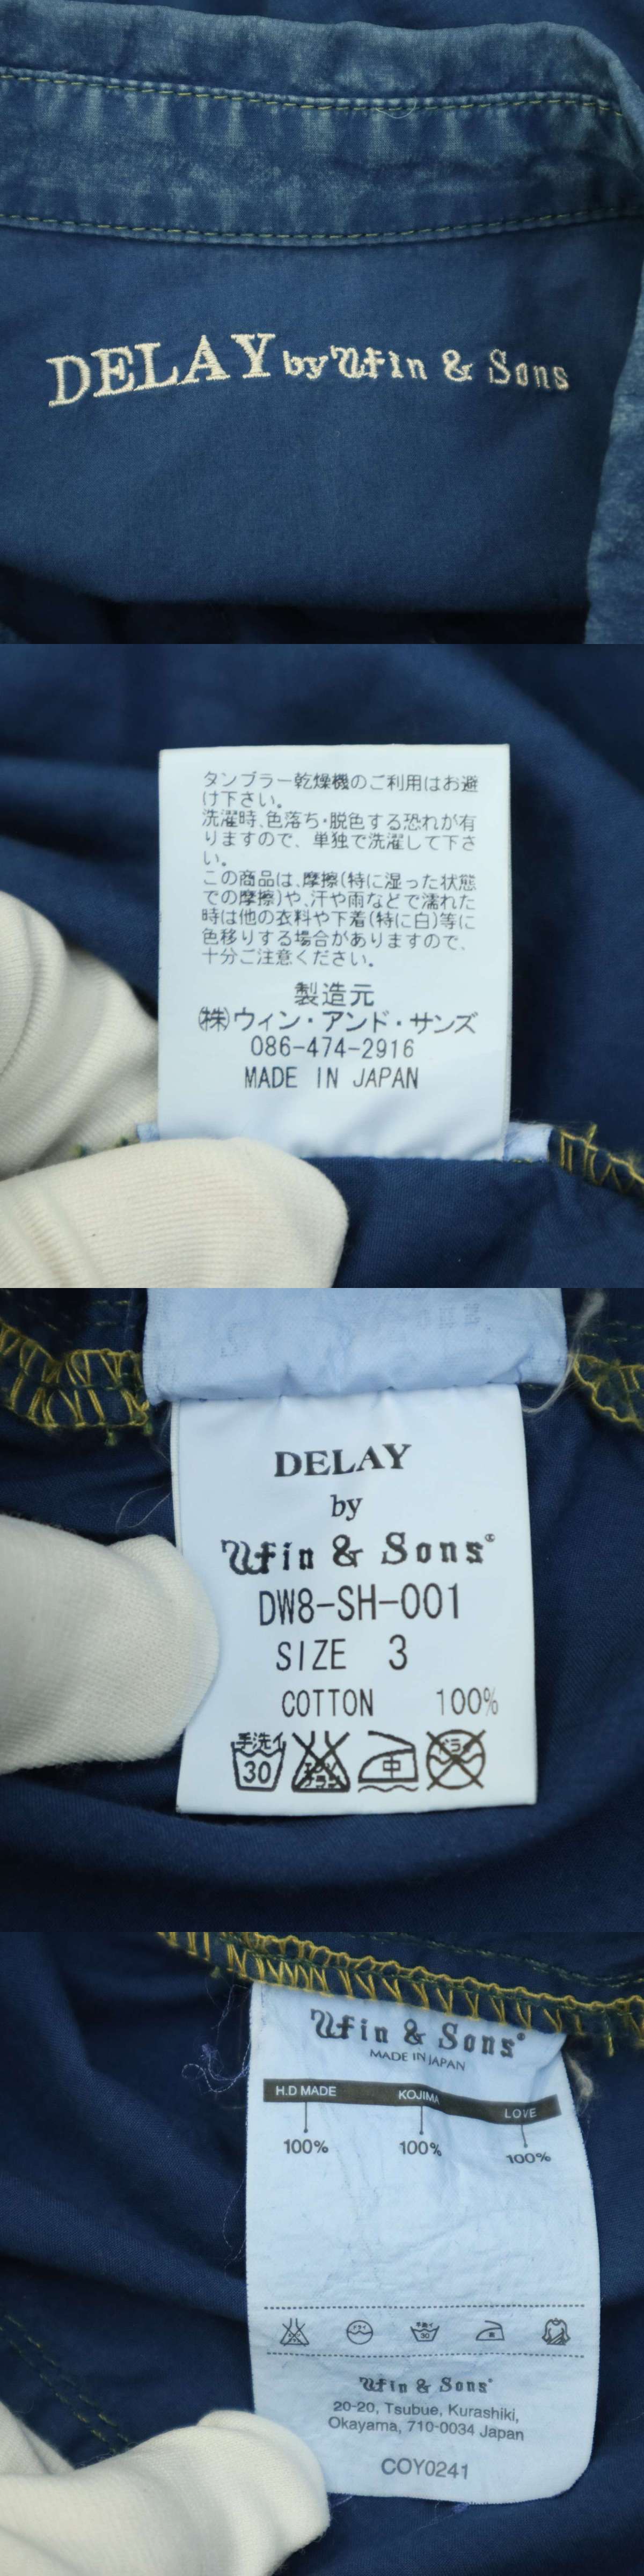 DELAY by Wfin & Sons
タンブラー乾燥機のご利用はお避
け下さい。
洗濯時、色落ち・脱色する恐れが有
りますので、単独で洗濯して下さ
い。
この商品は、摩擦(特に湿った状態
での摩擦)や、汗や雨などで濡れた
時は他の衣料や下着(特に白)等に
色移りする場合がありますので、
十分ご注意ください。
製造元
㈱ウィン・アンド・サンズ
086-474-2916
MADE IN JAPAN
DELAY
by
Wfin & Sons®
DW8-SH-001
SIZE 3
COTTON 100%
手洗イ 30 中 ドライ
Wfin & Sons®
MADE IN JAPAN
H.D MADE KOJIMA LOVE
100% 100% 100%
Wfin & Sons®
20-20, Tsubue, Kurashiki,
Okayama, 710-0034 Japan
COY0241